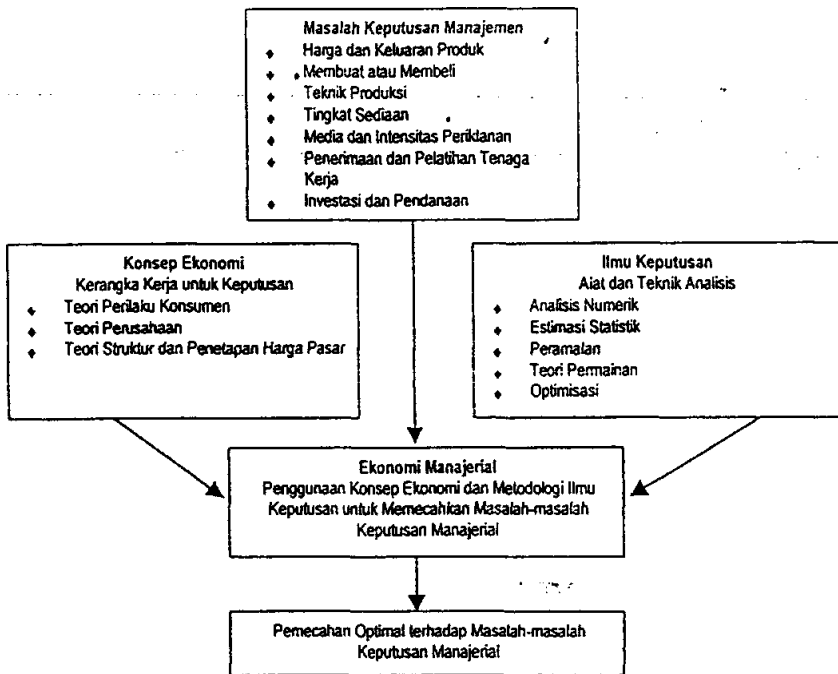 Masalah Keputusan Manajemen
♦ Harga dan Keluaran Produk
♦ Membuat atau Membeli
♦ Teknik Produksi
♦ Tingkat Sediaan
♦ Media dan Intensitas Periklanan
♦ Penerimaan dan Pelatihan Tenaga
Kerja
♦ Investasi dan Pendanaan
Konsep Ekonomi
Kerangka Kerja untuk Keputusan
♦ Teori Perilaku Konsumen
♦ Teori Perusahaan
♦ Teori Struktur dan Penetapan Harga Pasar
Ilmu Keputusan
Aiat dan Teknik Analisis
♦ Analisis Numerik
♦ Estimasi Statistik
♦ Peramalan
♦ Teori Permainan
♦ Optimisasi
Ekonomi Manajerial
Penggunaan Konsep Ekonomi dan Metodologi Ilmu
Keputusan untuk Memecahkan Masalah-masalah
Keputusan Manajerial
Pemecahan Optimal terhadap Masalah-masalah
Keputusan Manajerial